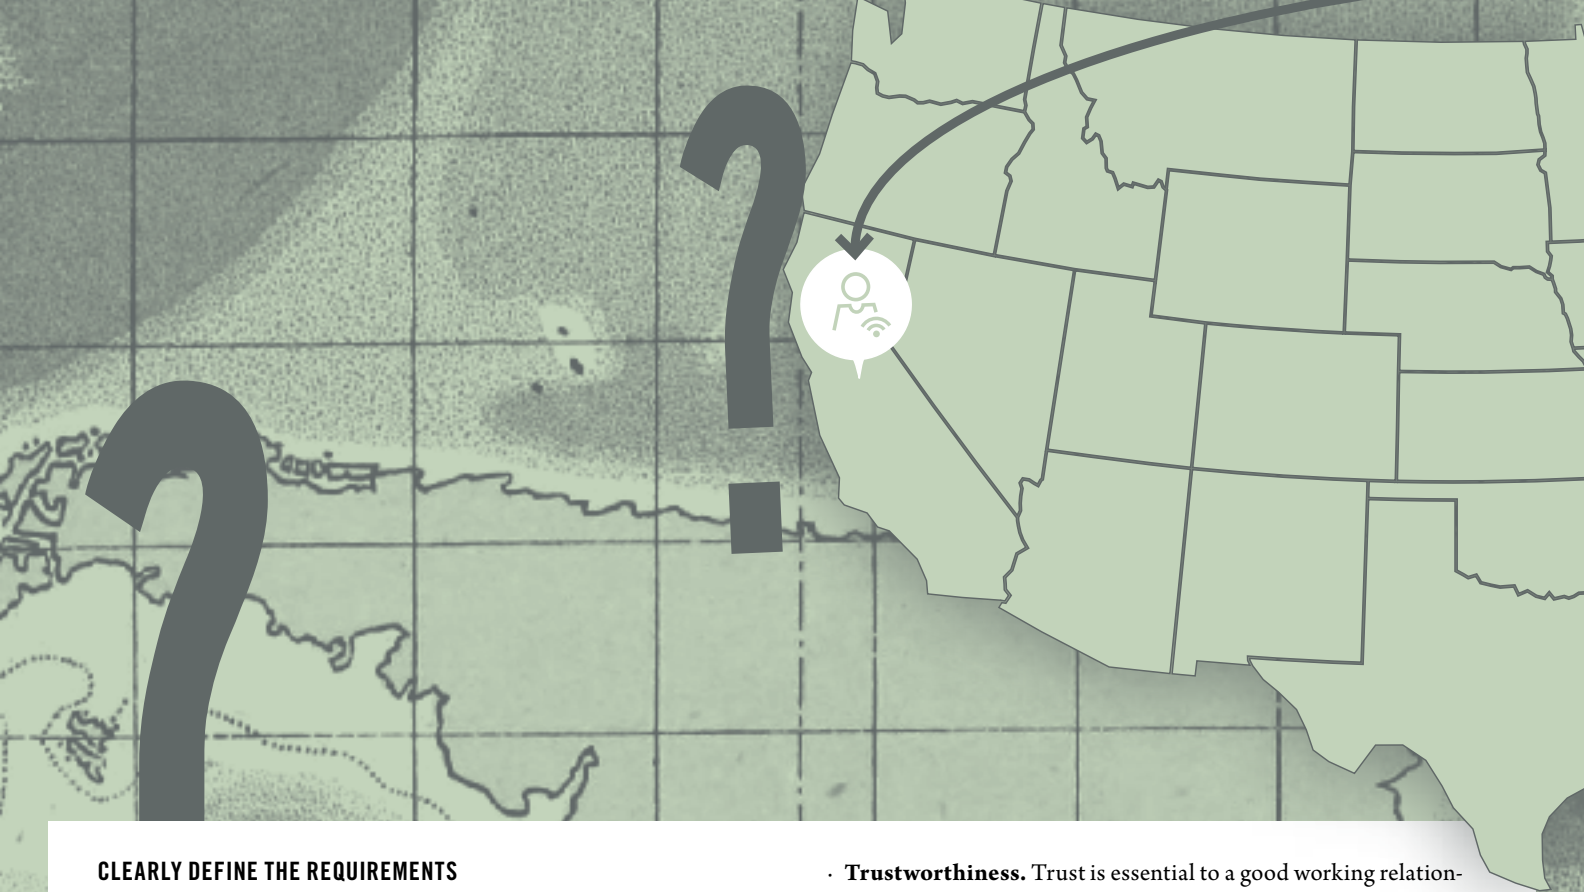 CLEARLY DEFINE THE REQUIREMENTS
· Trustworthiness. Trust is essential to a good working relation-